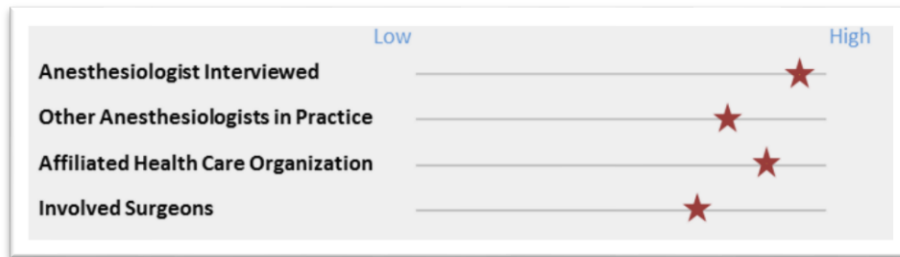 Low High
Anesthesiologist Interviewed
Other Anesthesiologists in Practice
Affiliated Health Care Organization
Involved Surgeons